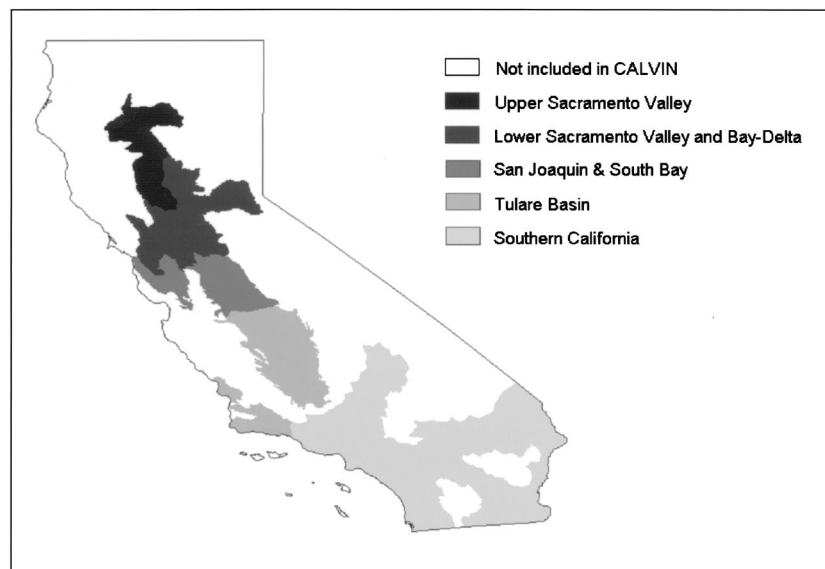 Not included in CALVIN
Upper Sacramento Valley
Lower Sacramento Valley and Bay-Delta
San Joaquin & South Bay
Tulare Basin
Southern California